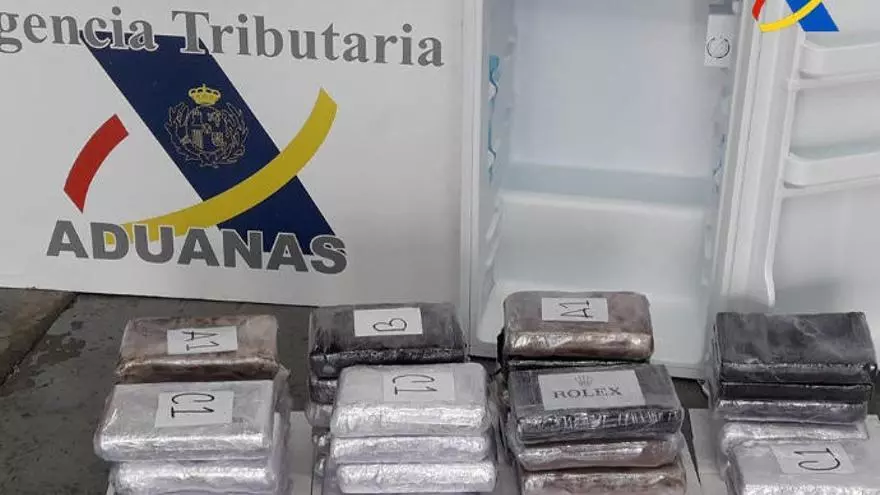 gencia Tributaria
ADUANAS
A1
B
A1
C1
C1
ROLEX
C1